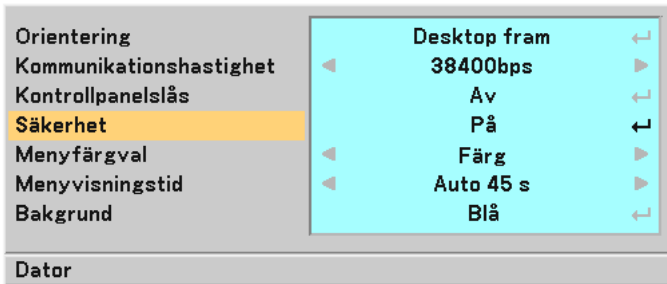 Orientering Desktop fram
Kommunikationshastighet 38400bps
Kontrollpanelslås Av
Säkerhet På
Menyfärgval Färg
Menyvisningstid Auto 45 s
Bakgrund Blå
Dator